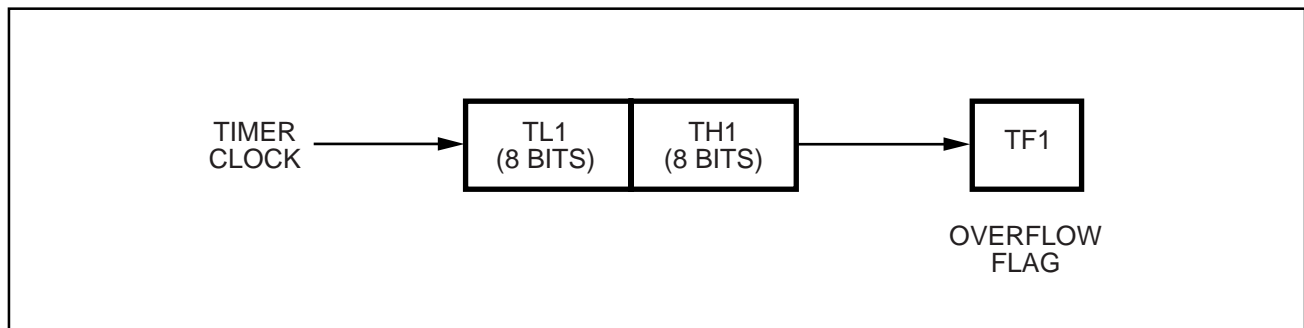 TIMER
CLOCK
TL1
(8 BITS)
TH1
(8 BITS)
TF1
OVERFLOW
FLAG